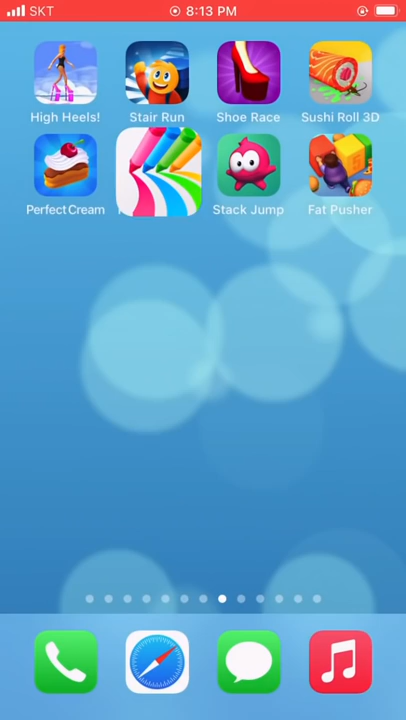 SKT 8:13 PM
High Heels! Stair Run Shoe Race Sushi Roll 3D
Perfect Cream Stack Jump Fat Pusher